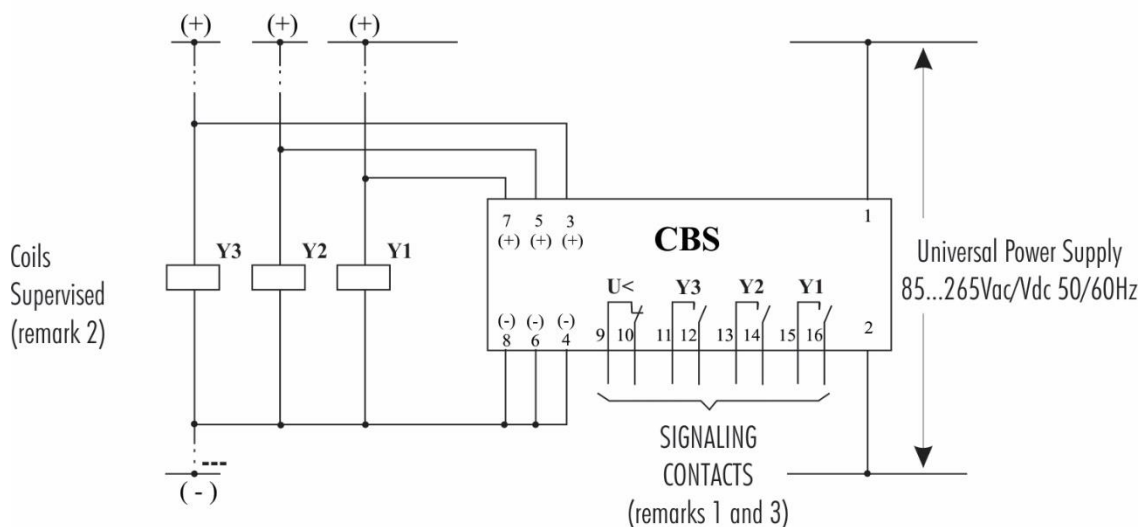 (+) (+) (+)
7 5 3
(+) (+) (+)
CBS
1
Coils
Supervised
(remark 2)
Y3 Y2 Y1
Universal Power Supply
85...265Vac/Vdc 50/60Hz
U< Y3 Y2 Y1
(-) (-) (-)
8 6 4
9 10 11 12 13 14 15 16
2
(-)
SIGNALING
CONTACTS
(remarks 1 and 3)